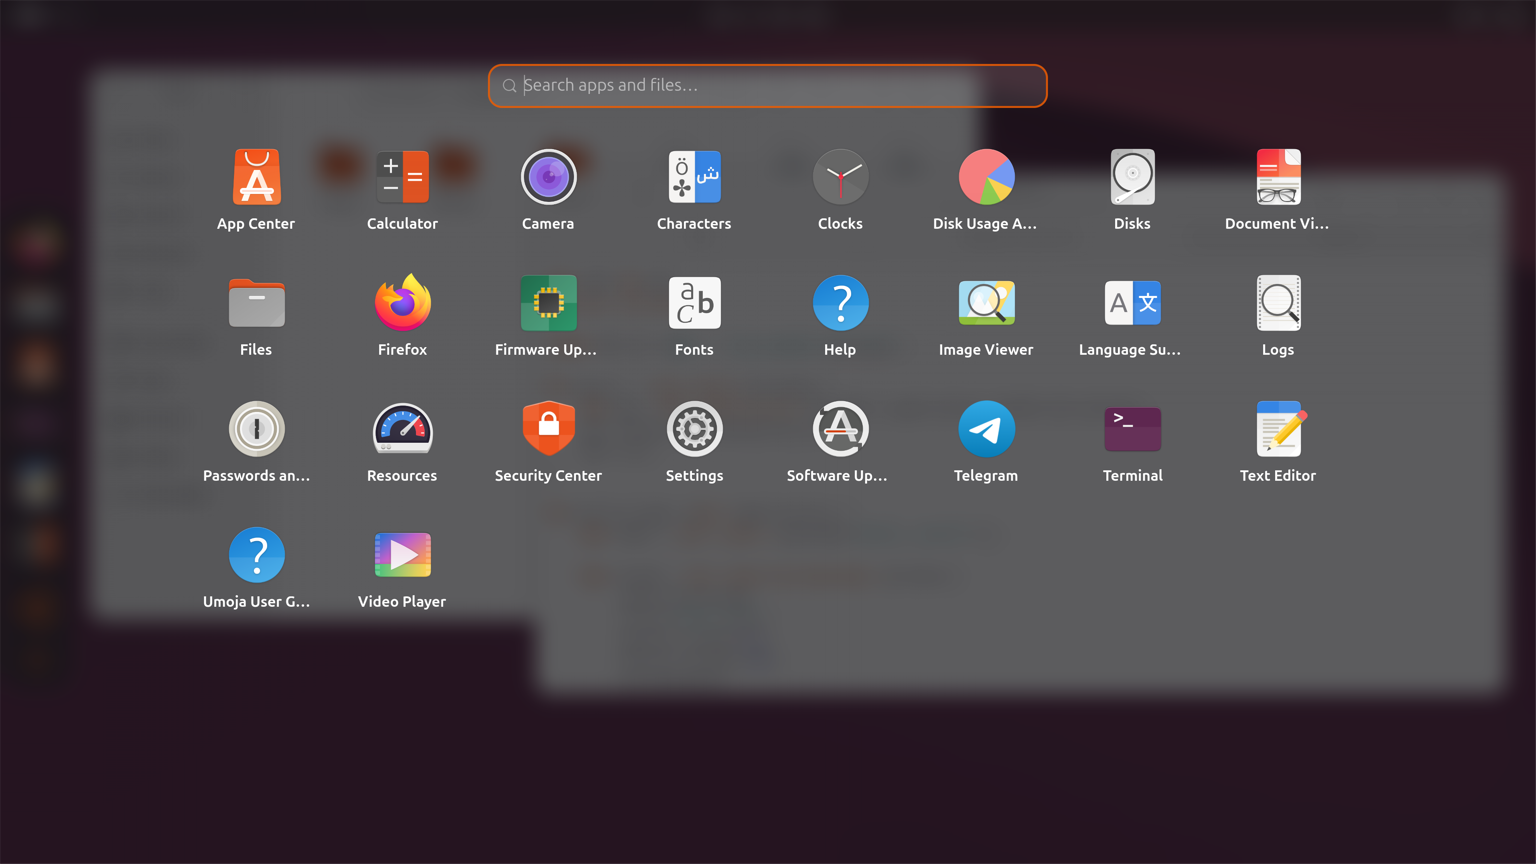 Search apps and files...
App Center
Calculator
Camera
Characters
Clocks
Disk Usage A...
Disks
Document Vi...
Files
Firefox
Firmware Up...
Fonts
Help
Image Viewer
Language Su...
Logs
Passwords an...
Resources
Security Center
Settings
Software Up...
Telegram
Terminal
Text Editor
Umoja User G...
Video Player